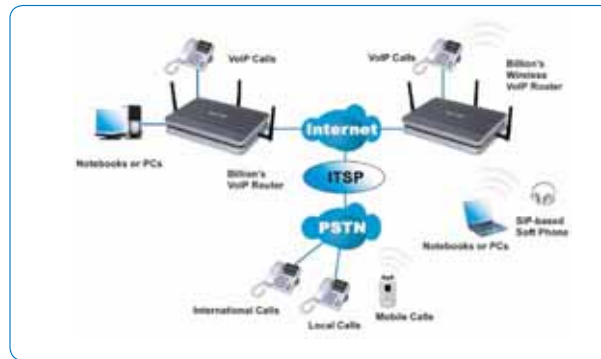 VoIP Calls
VoIP Calls
Billion's
Wireless
VoIP Router
Internet
Notebooks or PCs
Billion's
VoIP Router
ITSP
PSTN
SIP-based
Soft Phone
Notebooks or PCs
International Calls
Local Calls
Mobile Calls